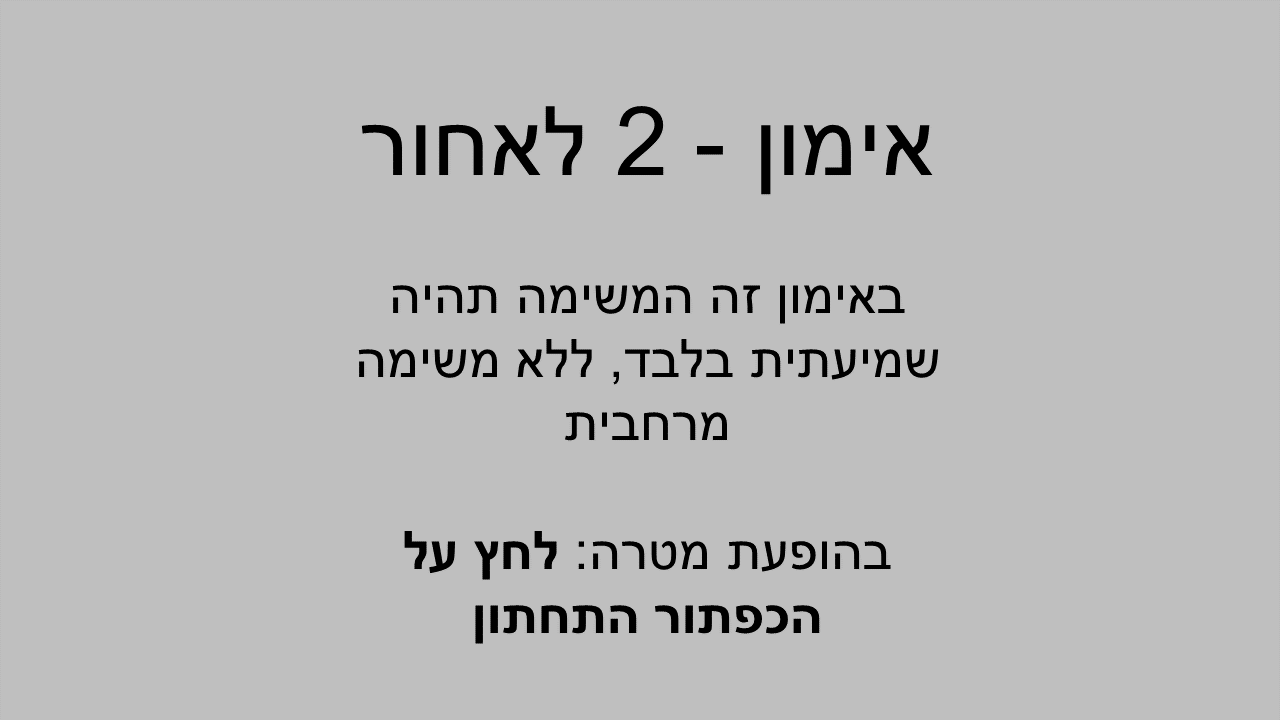 אימון - 2 לאחור
באימון זה המשימה תהיה
שמיעתית בלבד, ללא משימה
מרחבית
בהופעת מטרה: לחץ על
הכפתור התחתון